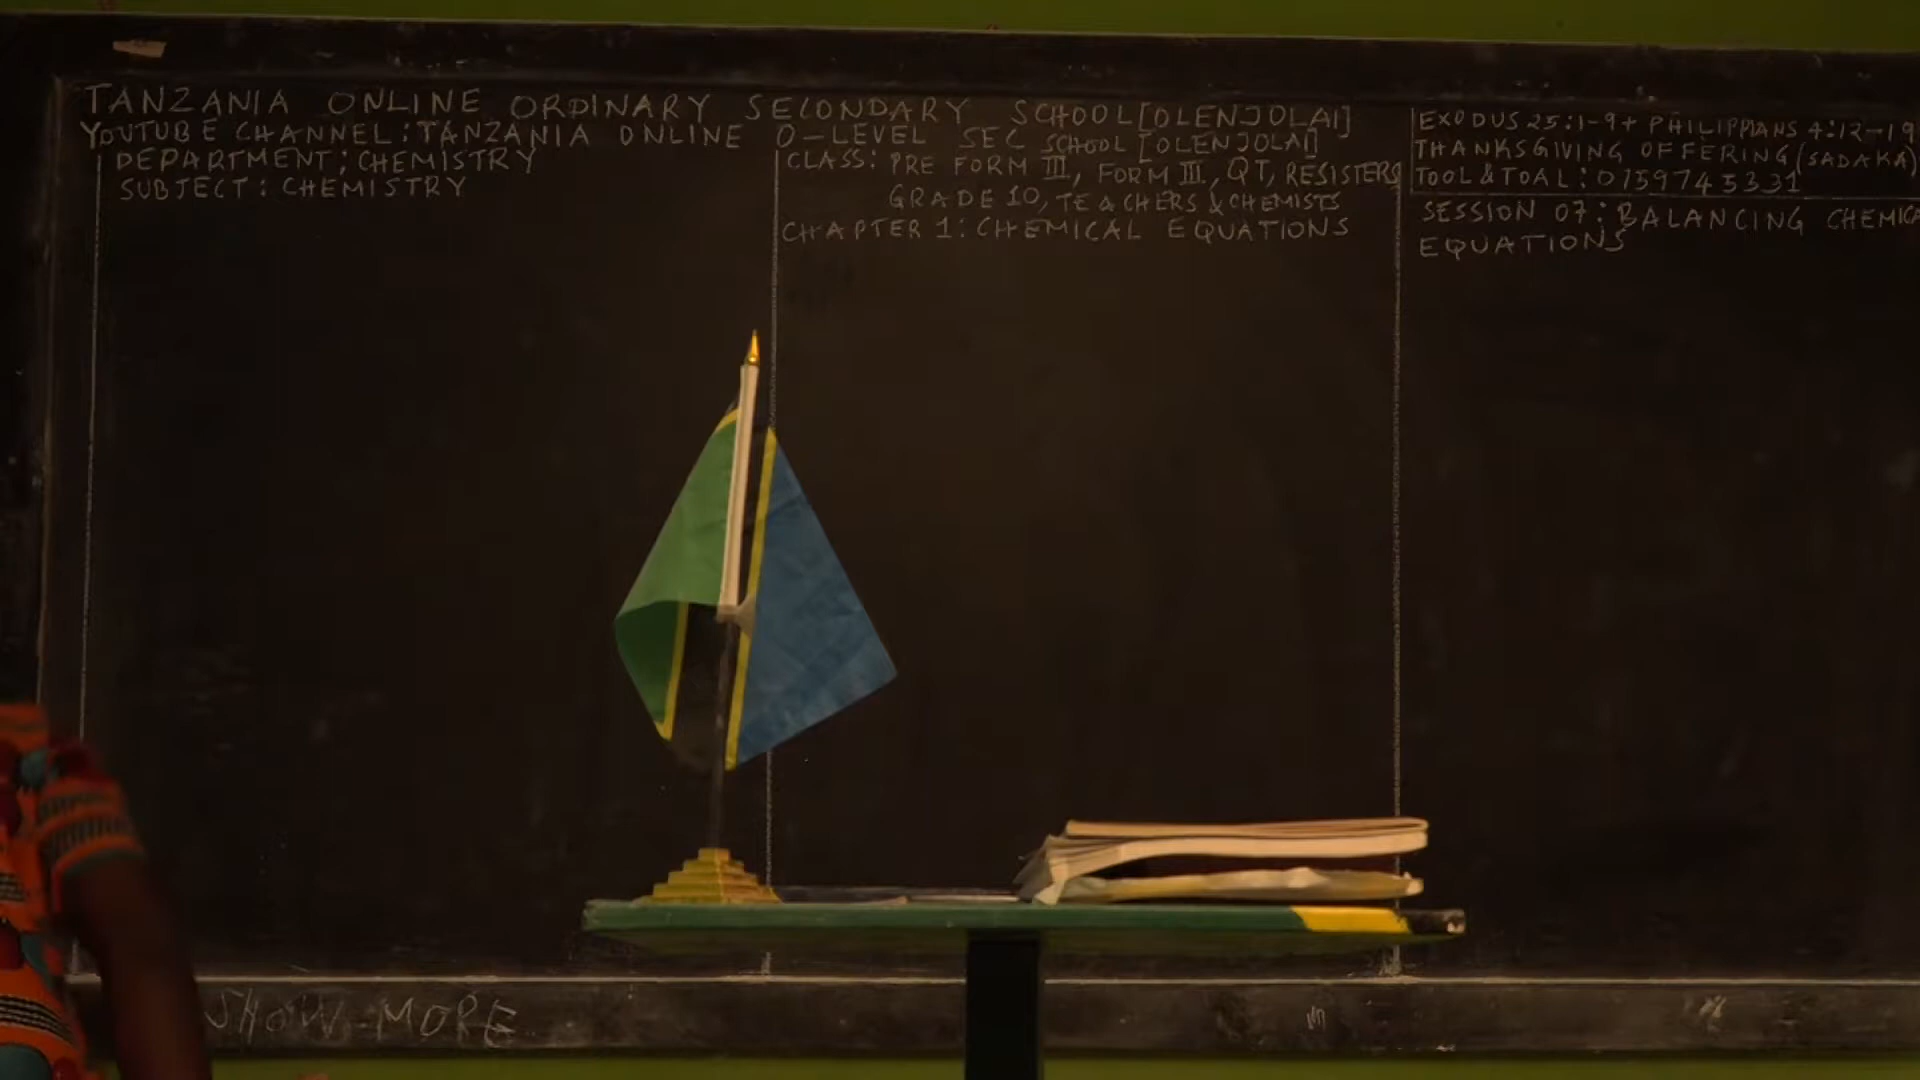 TANZANIA ONLINE ORDINARY SECONDARY SCHOOL[OLENJOLAI]
YOUTUBE CHANNEL: TANZANIA ONLINE O-LEVEL SEC SCHOOL [OLENJOLAI]
DEPARTMENT: CHEMISTRY
SUBJECT: CHEMISTRY
CLASS: PRE FORM III, FORM III, QT, RESISTERS
GRADE 10, TEACHERS & CHEMISTS
CHAPTER 1: CHEMICAL EQUATIONS
EXODUS 25:1-9+ PHILIPPIANS 4:12-19
THANKSGIVING OFFERING (SADAKA)
TOOL & TOAL: 0759745331
SESSION 07: BALANCING CHEMICA
EQUATIONS
SHOW MORE